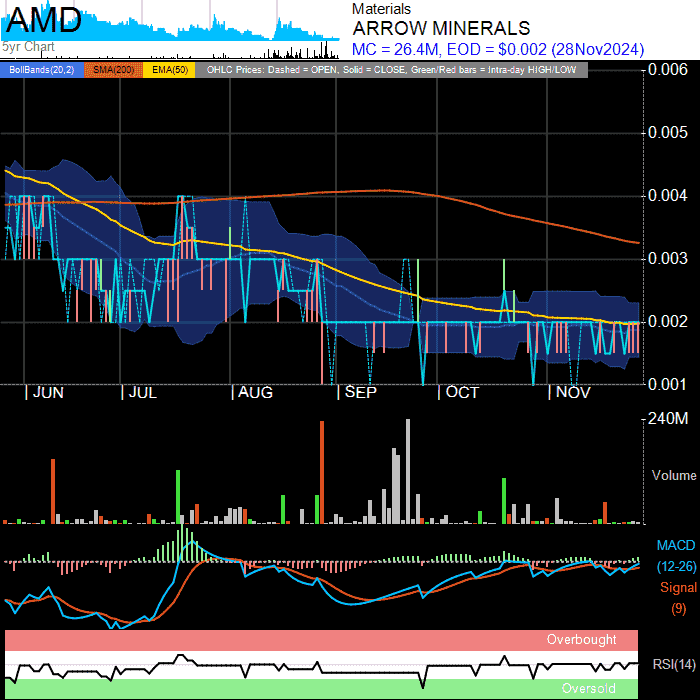 AMD
5yr Chart
Materials
ARROW MINERALS
MC = 26.4M, EOD = $0.002 (28Nov2024)
BollBands(20,2) SMA(200) EMA(50) OHLC Prices: Dashed = OPEN, Solid = CLOSE, Green/Red bars = Intra-day HIGH/LOW
0.006
0.005
0.004
0.003
0.002
0.001
| JUN | JUL | AUG | SEP | OCT | NOV
240M
Volume
MACD
(12-26)
Signal
(9)
Overbought
RSI(14)
Oversold